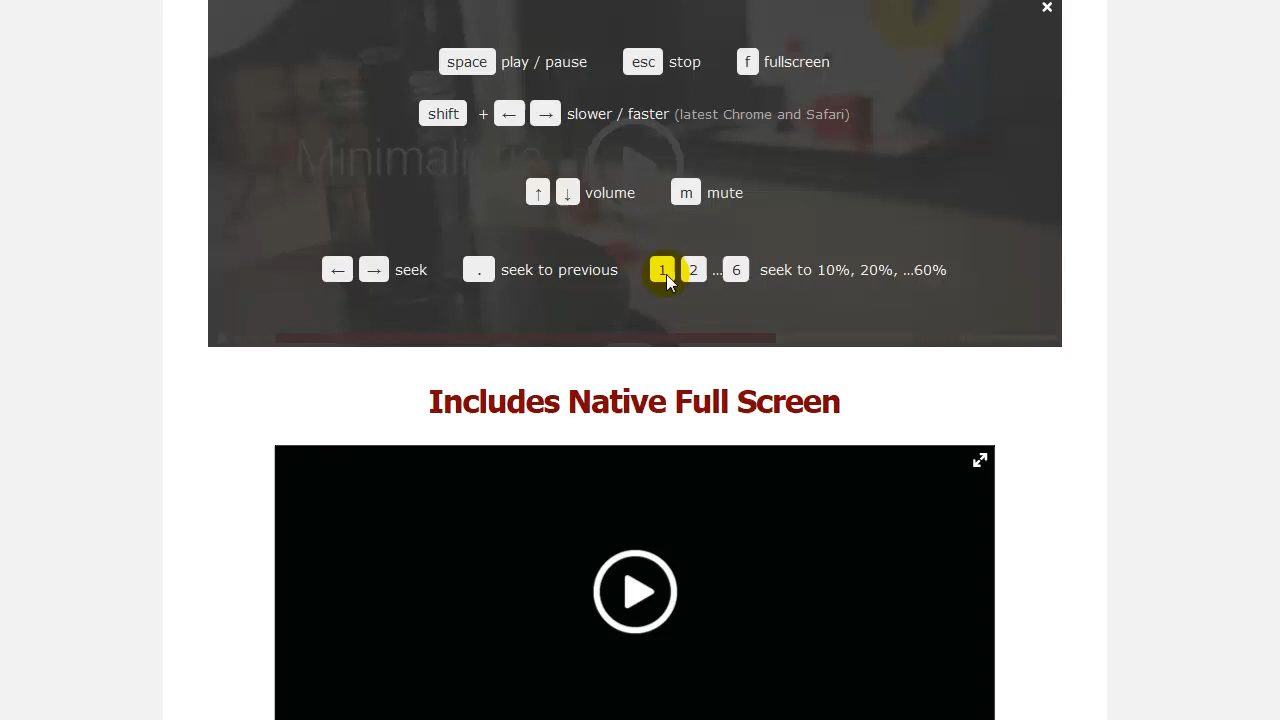 space play / pause esc stop f fullscreen
shift + ← → slower / faster (latest Chrome and Safari)
Minimali
↑ ↓ volume m mute
← → seek . seek to previous 1 2 ... 6 seek to 10%, 20%, ...60%
Includes Native Full Screen